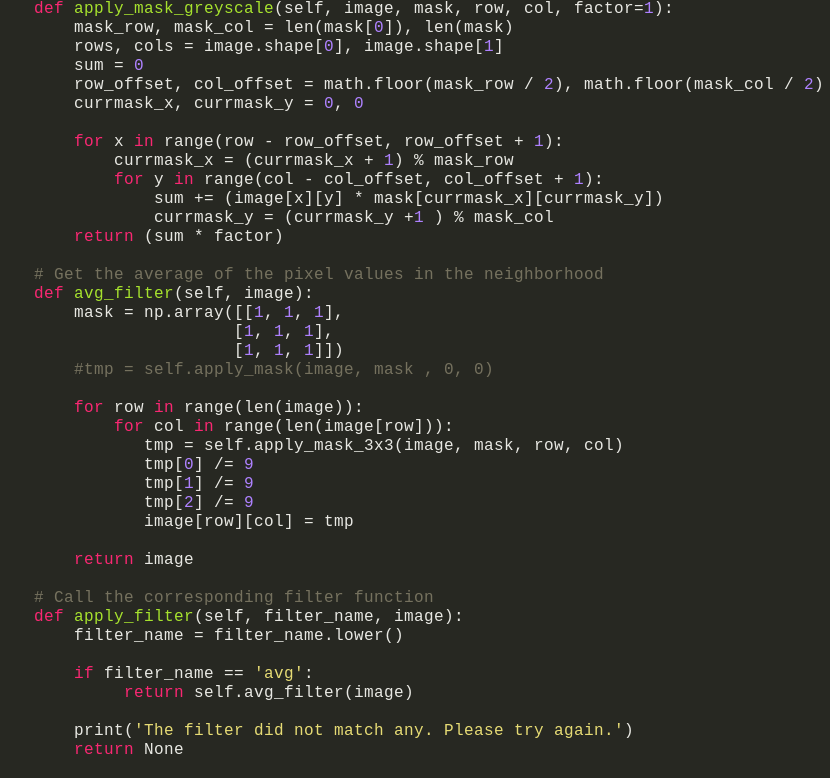 def apply_mask_greyscale(self, image, mask, row, col, factor=1):
    mask_row, mask_col = len(mask[0]), len(mask)
    rows, cols = image.shape[0], image.shape[1]
    sum = 0
    row_offset, col_offset = math.floor(mask_row / 2), math.floor(mask_col / 2)
    currmask_x, currmask_y = 0, 0

    for x in range(row - row_offset, row_offset + 1):
        currmask_x = (currmask_x + 1) % mask_row
        for y in range(col - col_offset, col_offset + 1):
            sum += (image[x][y] * mask[currmask_x][currmask_y])
            currmask_y = (currmask_y +1 ) % mask_col
    return (sum * factor)

# Get the average of the pixel values in the neighborhood
def avg_filter(self, image):
    mask = np.array([[1, 1, 1],
                    [1, 1, 1],
                    [1, 1, 1]])
    #tmp = self.apply_mask(image, mask , 0, 0)

    for row in range(len(image)):
        for col in range(len(image[row])):
           tmp = self.apply_mask_3x3(image, mask, row, col)
           tmp[0] /= 9
           tmp[1] /= 9
           tmp[2] /= 9
           image[row][col] = tmp

    return image

# Call the corresponding filter function
def apply_filter(self, filter_name, image):
    filter_name = filter_name.lower()

    if filter_name == 'avg':
         return self.avg_filter(image)

    print('The filter did not match any. Please try again.')
    return None